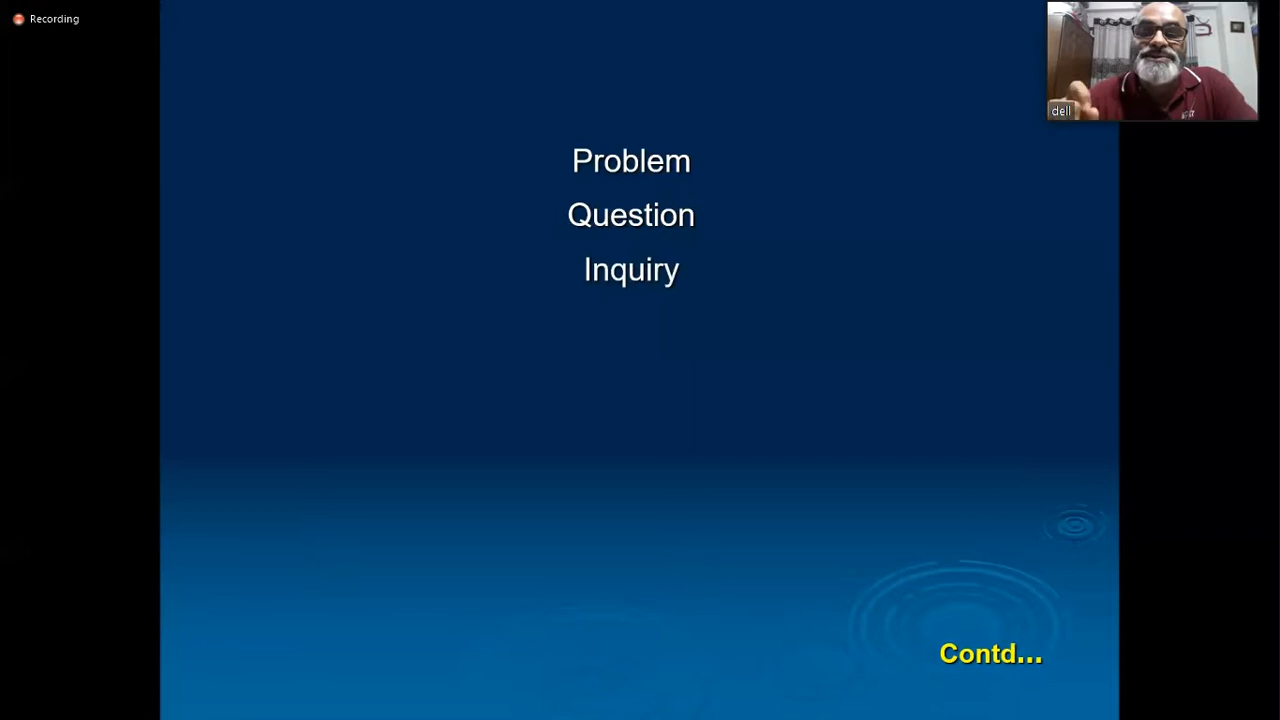 Recording
dell
Problem
Question
Inquiry
Contd...